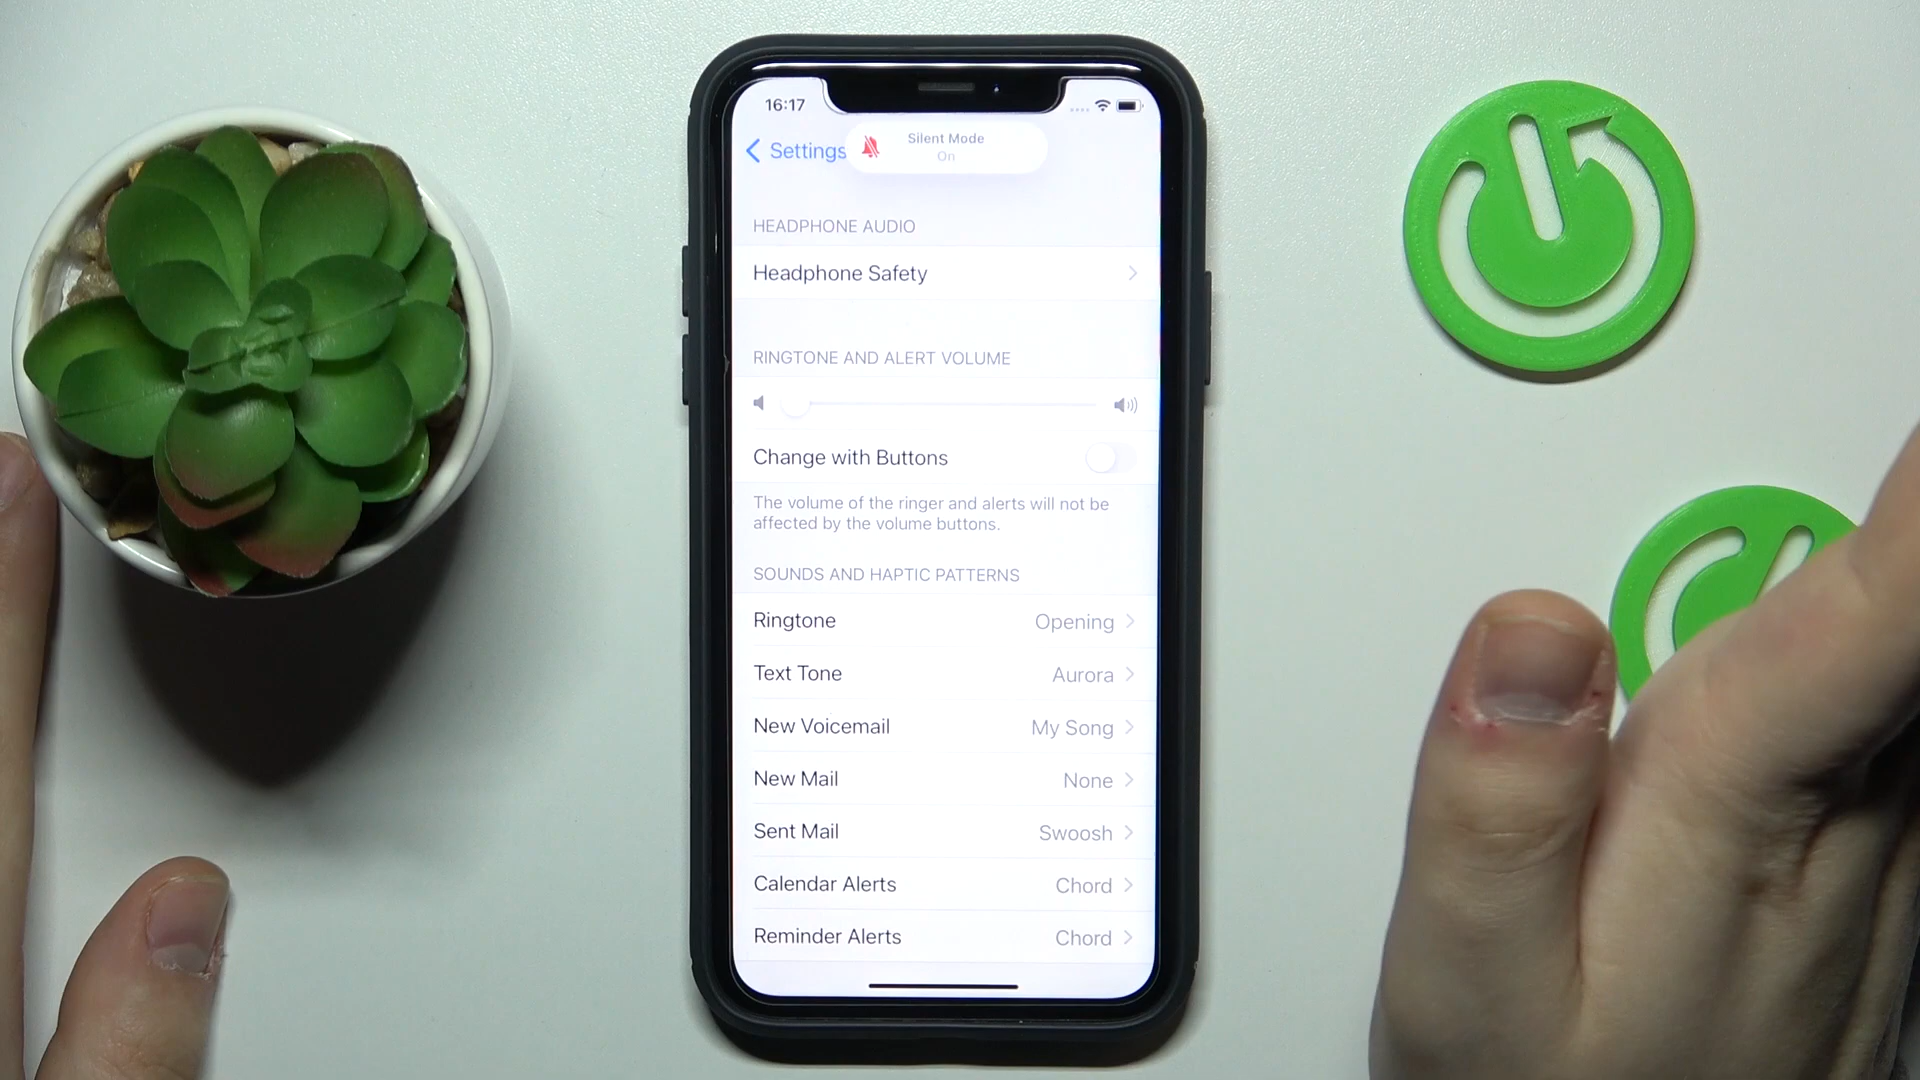 16:17
Settings
Silent Mode
On
HEADPHONE AUDIO
Headphone Safety
RINGTONE AND ALERT VOLUME
Change with Buttons
The volume of the ringer and alerts will not be
affected by the volume buttons.
SOUNDS AND HAPTIC PATTERNS
Ringtone Opening
Text Tone Aurora
New Voicemail My Song
New Mail None
Sent Mail Swoosh
Calendar Alerts Chord
Reminder Alerts Chord